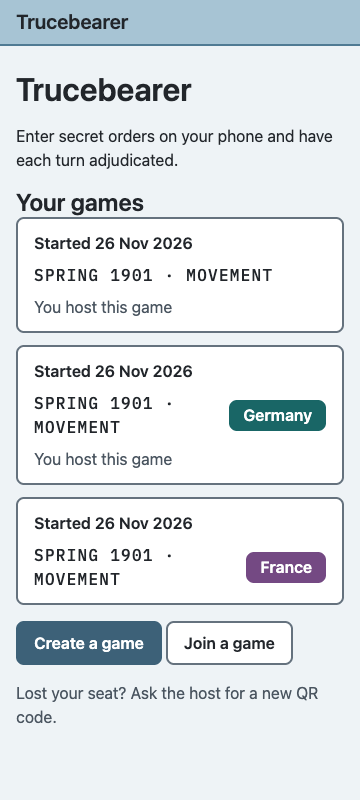 Trucebearer
Trucebearer
Enter secret orders on your phone and have
each turn adjudicated.
Your games
Started 26 Nov 2026
SPRING 1901 · MOVEMENT
You host this game
Started 26 Nov 2026
SPRING 1901 ·
MOVEMENT
Germany
You host this game
Started 26 Nov 2026
SPRING 1901 ·
MOVEMENT
France
Create a game
Join a game
Lost your seat? Ask the host for a new QR
code.